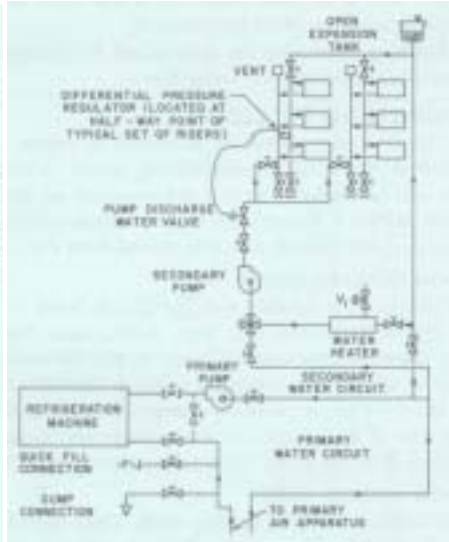 OPEN
EXPANSION
TANK
VENT
DIFFERENTIAL PRESSURE
REGULATOR (LOCATED AT
HALF-WAY POINT OF
TYPICAL SET OF RISERS)
PUMP DISCHARGE
WATER VALVE
SECONDARY
PUMP
V₁
WATER
HEATER
PRIMARY
PUMP
SECONDARY
WATER CIRCUIT
REFRIGERATION
MACHINE
QUICK FILL
CONNECTION
PRIMARY
WATER CIRCUIT
SUMP
CONNECTION
TO PRIMARY
AIR APPARATUS